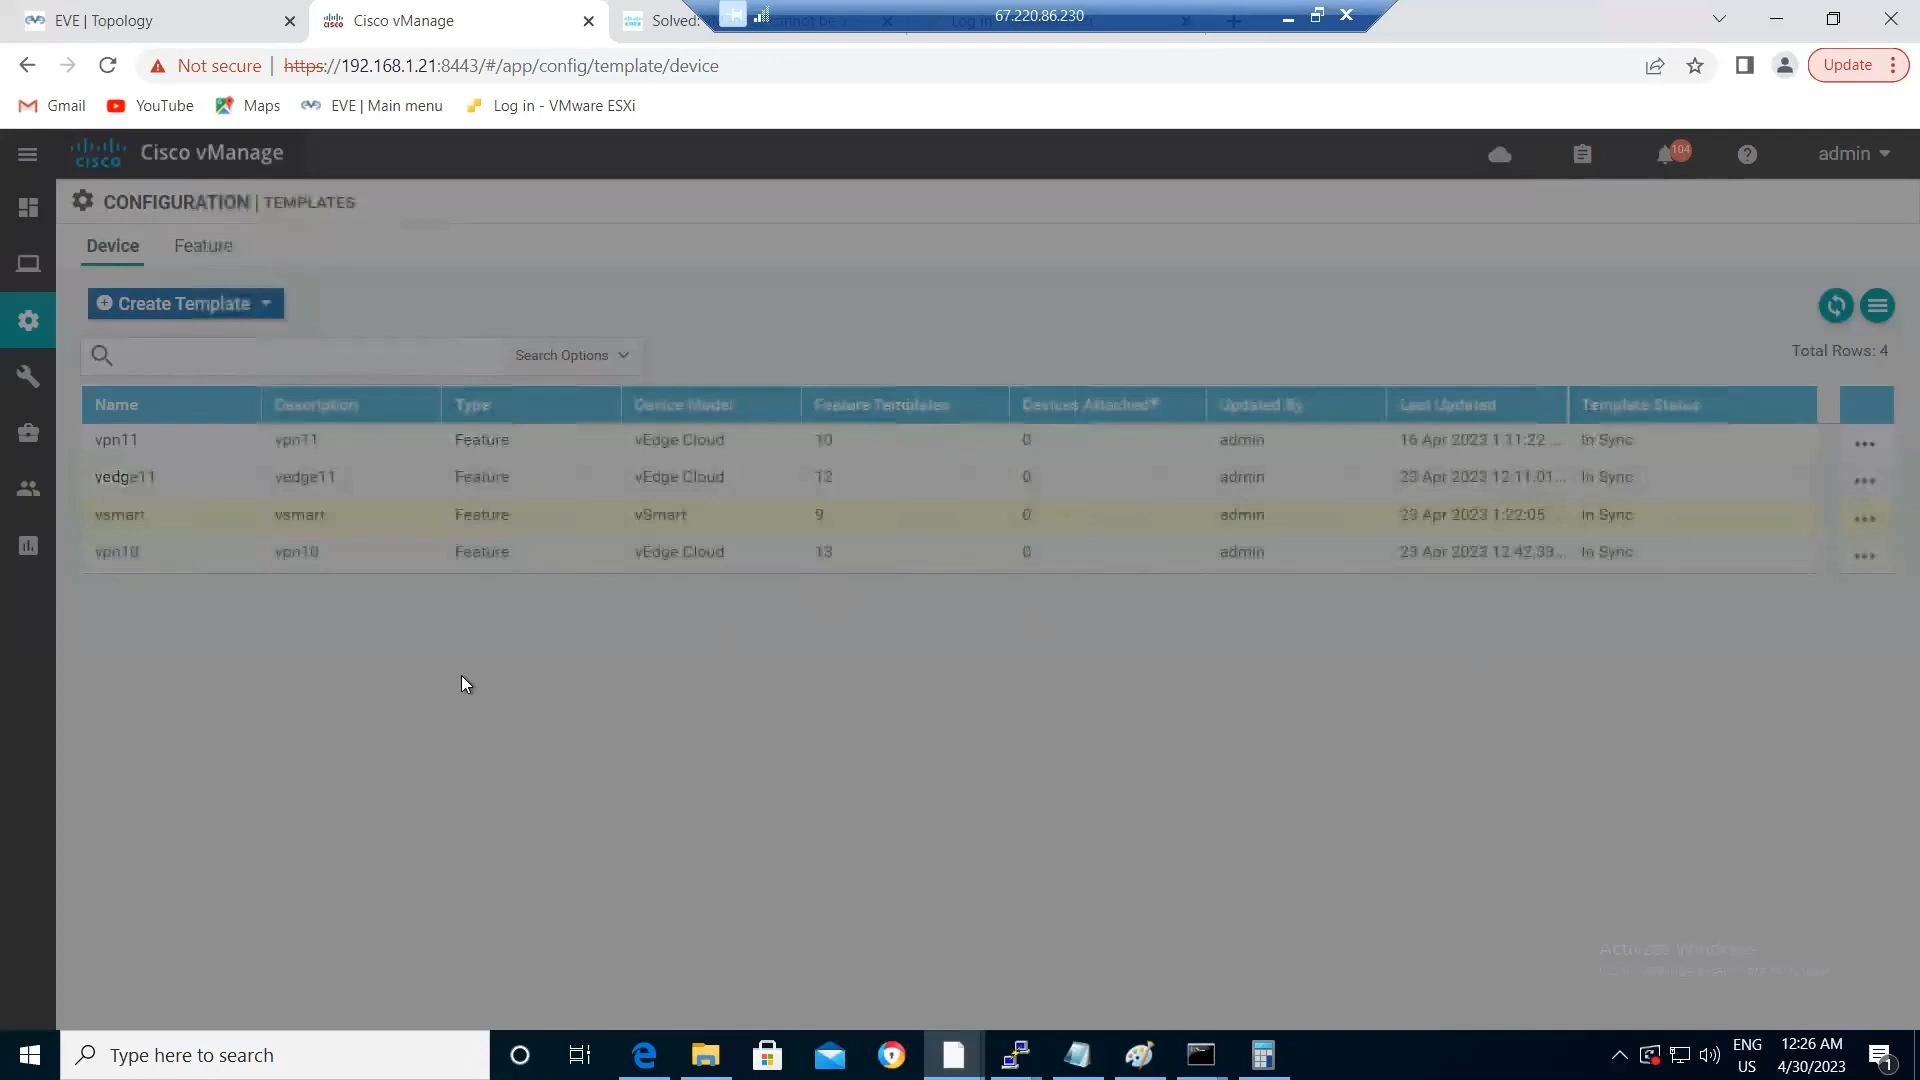 EVE | Topology
Cisco vManage
Solved:
cannot be
Log in
67.220.86.230
Not secure | https://192.168.1.21:8443/#/app/config/template/device
Update
Gmail
YouTube
Maps
EVE | Main menu
Log in - VMware ESXi
cisco
Cisco vManage
104
admin
CONFIGURATION | TEMPLATES
Device
Feature
Create Template
Search Options
Total Rows: 4
Name Description Type Device Model Feature Templates Devices Attached* Updated By Last Updated Template Status
vpn11 vpn11 Feature vEdge Cloud 10 0 admin 16 Apr 2023 1:11:22 ... In Sync
vedge11 vedge11 Feature vEdge Cloud 12 0 admin 23 Apr 2023 12:11:01... In Sync
vsmart vsmart Feature vSmart 9 0 admin 23 Apr 2023 1:22:05 In Sync
vpn10 vpn10 Feature vEdge Cloud 13 0 admin 23 Apr 2023 12:42:33... In Sync
Activate Windows
Type here to search
ENG
US
12:26 AM
4/30/2023
1